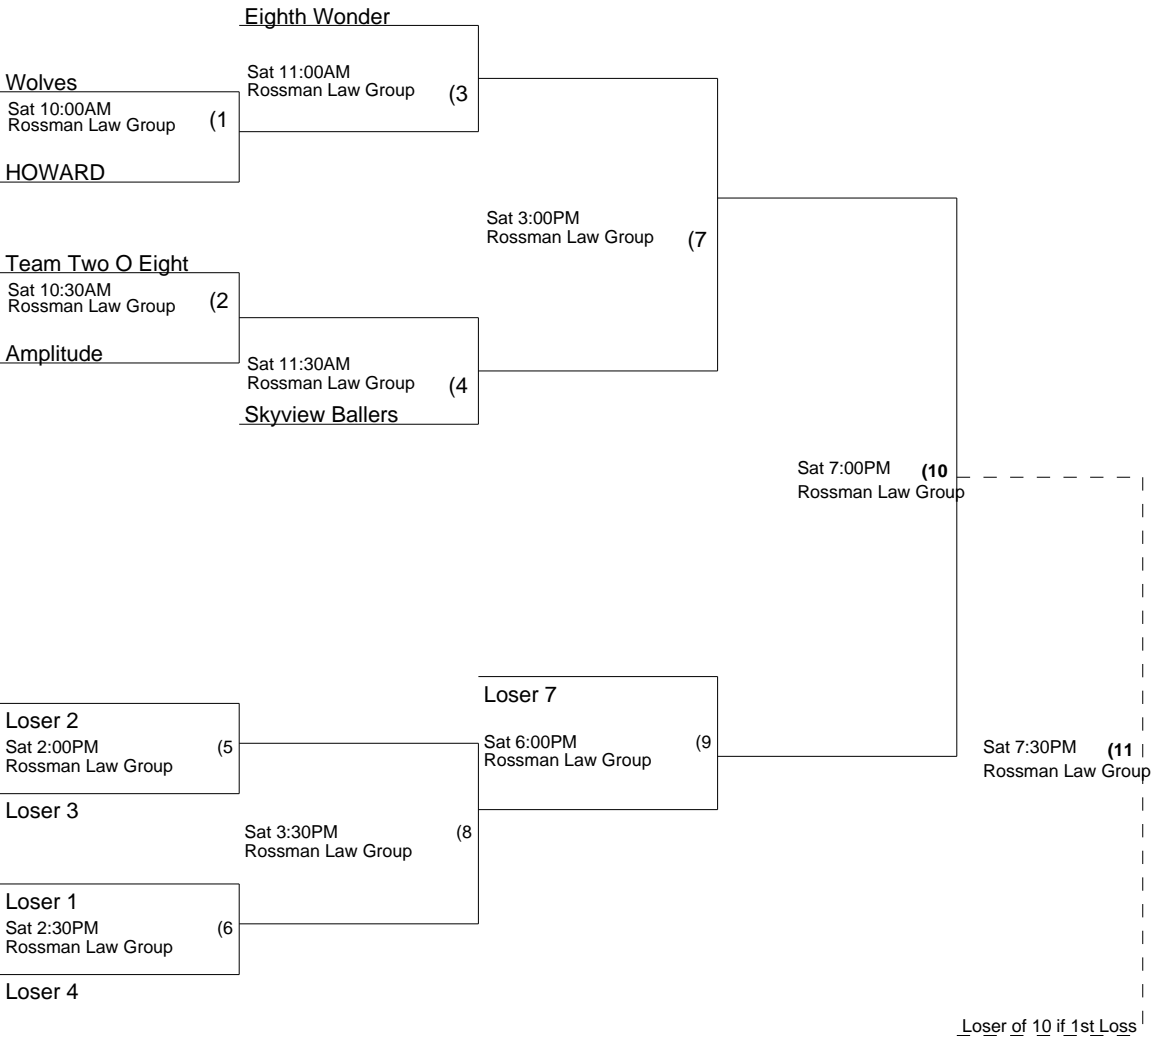 Eighth Wonder
Sat 11:00AM
Rossman Law Group (3
Wolves
Sat 10:00AM
Rossman Law Group (1
HOWARD
Sat 3:00PM
Rossman Law Group (7
Team Two O Eight
Sat 10:30AM
Rossman Law Group (2
Amplitude
Sat 11:30AM
Rossman Law Group (4
Skyview Ballers
Sat 7:00PM (10
Rossman Law Group
Loser 7
Loser 2
Sat 2:00PM (5
Rossman Law Group
Loser 3
Sat 6:00PM (9
Rossman Law Group
Sat 7:30PM (11
Rossman Law Group
Sat 3:30PM (8
Rossman Law Group
Loser 1
Sat 2:30PM (6
Rossman Law Group
Loser 4
Loser of 10 if 1st Loss